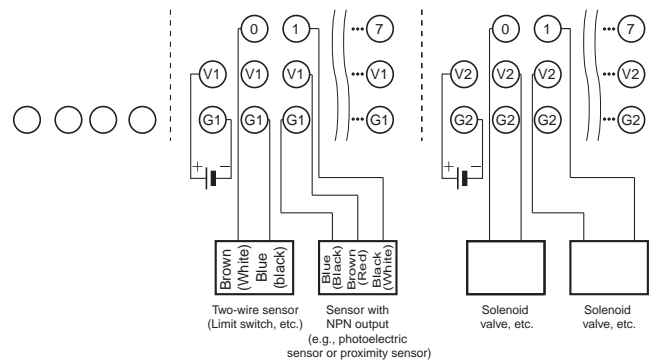 0 1 ··· 7 0 1 ··· 7
V1 V1 V1 ··· V1 V2 V2 V2 ··· V2
G1 G1 G1 ··· G1 G2 G2 G2 ··· G2
+ − + −
Brown
(White)
Blue
(black)
Blue
(Black)
Brown
(Red)
Black
(White)
Two-wire sensor
(Limit switch, etc.)
Sensor with
NPN output
(e.g., photoelectric
sensor or proximity sensor)
Solenoid
valve, etc.
Solenoid
valve, etc.